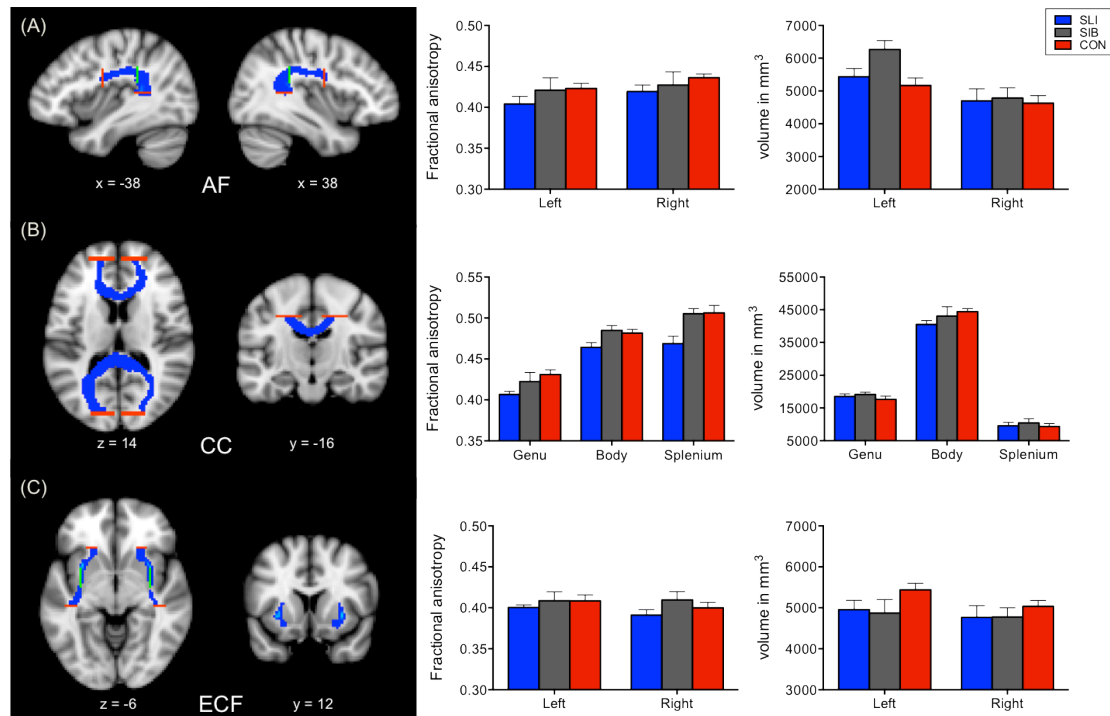 (A)
x = -38
AF
x = 38
Fractional anisotropy
0.50
0.45
0.40
0.35
0.30
Left
Right
volume in mm3
7000
6000
5000
4000
3000
2000
Left
Right
SLI
SIB
CON
(B)
z = 14
CC
y = -16
Fractional anisotropy
0.55
0.50
0.45
0.40
0.35
Genu
Body
Splenium
volume in mm3
55000
45000
35000
25000
15000
5000
Genu
Body
Splenium
(C)
z = -6
ECF
y = 12
Fractional anisotropy
0.50
0.45
0.40
0.35
0.30
Left
Right
volume in mm3
7000
6000
5000
4000
3000
Left
Right